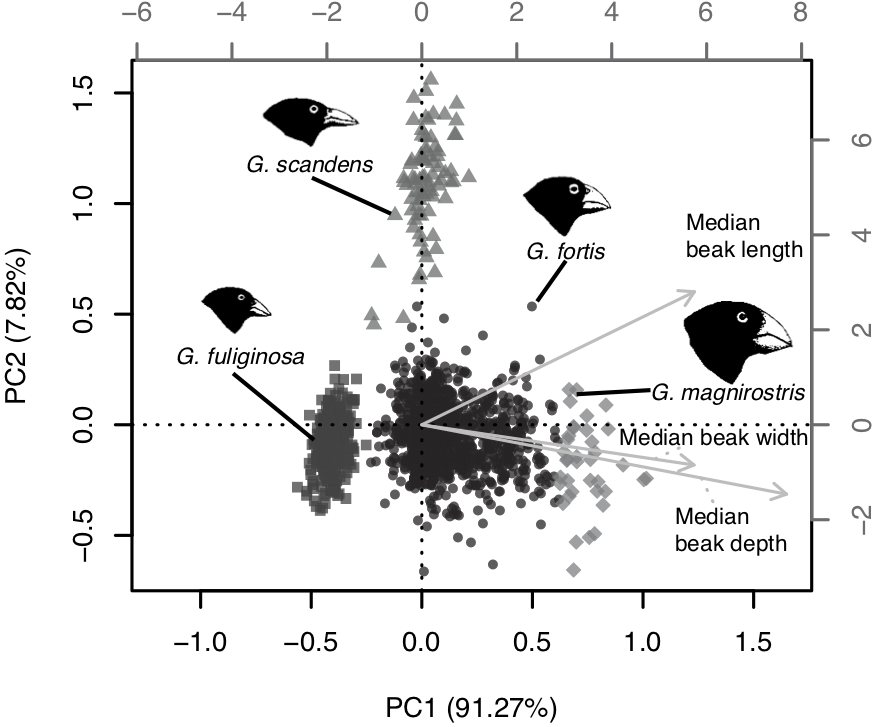 −6 −4 −2 0 2 4 6 8
1.5
1.0
0.5
0.0
−0.5
PC2 (7.82%)
G. scandens
G. fortis
G. fuliginosa
G. magnirostris
Median
beak length
Median beak width
Median
beak depth
6
4
2
0
−2
−1.0 −0.5 0.0 0.5 1.0 1.5
PC1 (91.27%)